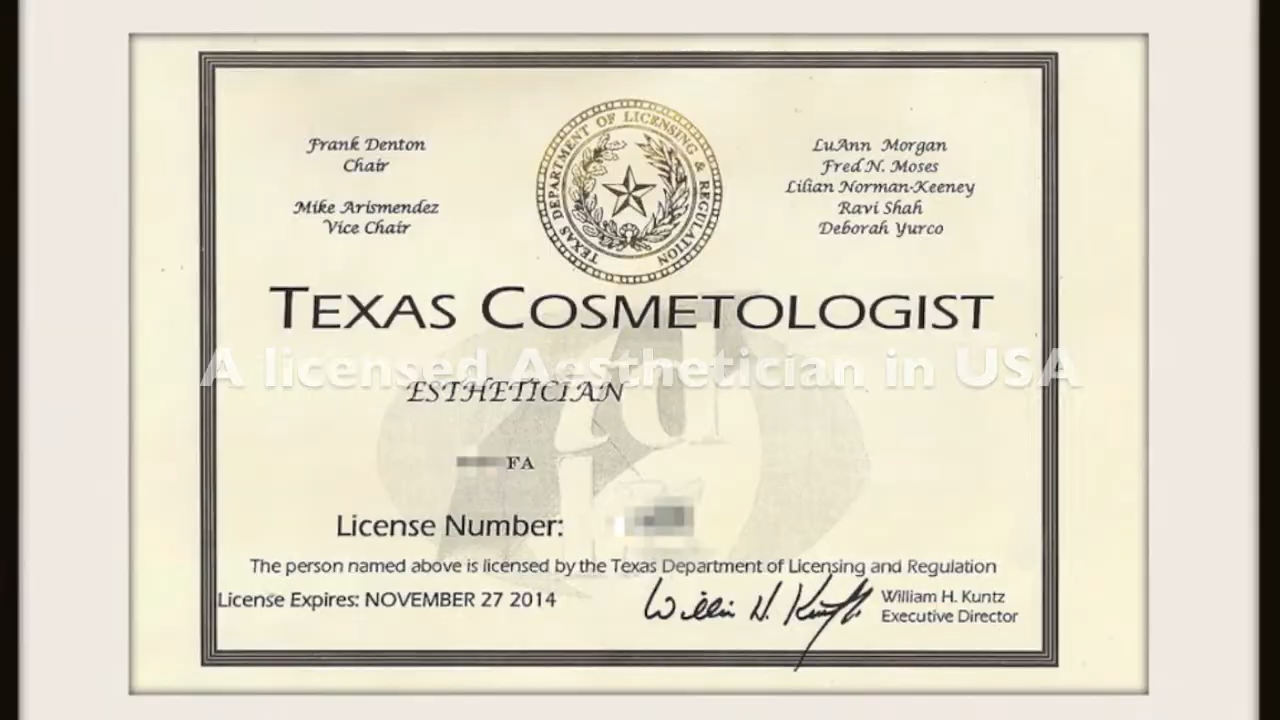 Frank Denton
Chair
Mike Arismendez
Vice Chair
TEXAS DEPARTMENT OF LICENSING & REGULATION
LuAnn Morgan
Fred N. Moses
Lilian Norman-Keeney
Ravi Shah
Deborah Yurco
TEXAS COSMETOLOGIST
A licensed Aesthetician in USA
ESTHETICIAN
FA
License Number:
The person named above is licensed by the Texas Department of Licensing and Regulation
License Expires: NOVEMBER 27 2014
William H. Kuntz
Executive Director